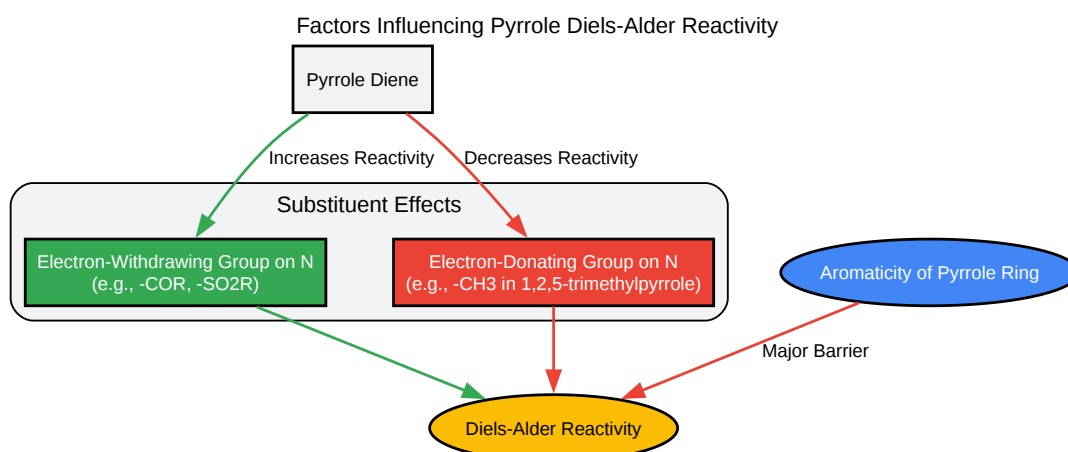 Factors Influencing Pyrrole Diels-Alder Reactivity
Pyrrole Diene
Increases Reactivity
Decreases Reactivity
Substituent Effects
Electron-Withdrawing Group on N
(e.g., -COR, -SO2R)
Electron-Donating Group on N
(e.g., -CH3 in 1,2,5-trimethylpyrrole)
Aromaticity of Pyrrole Ring
Major Barrier
Diels-Alder Reactivity